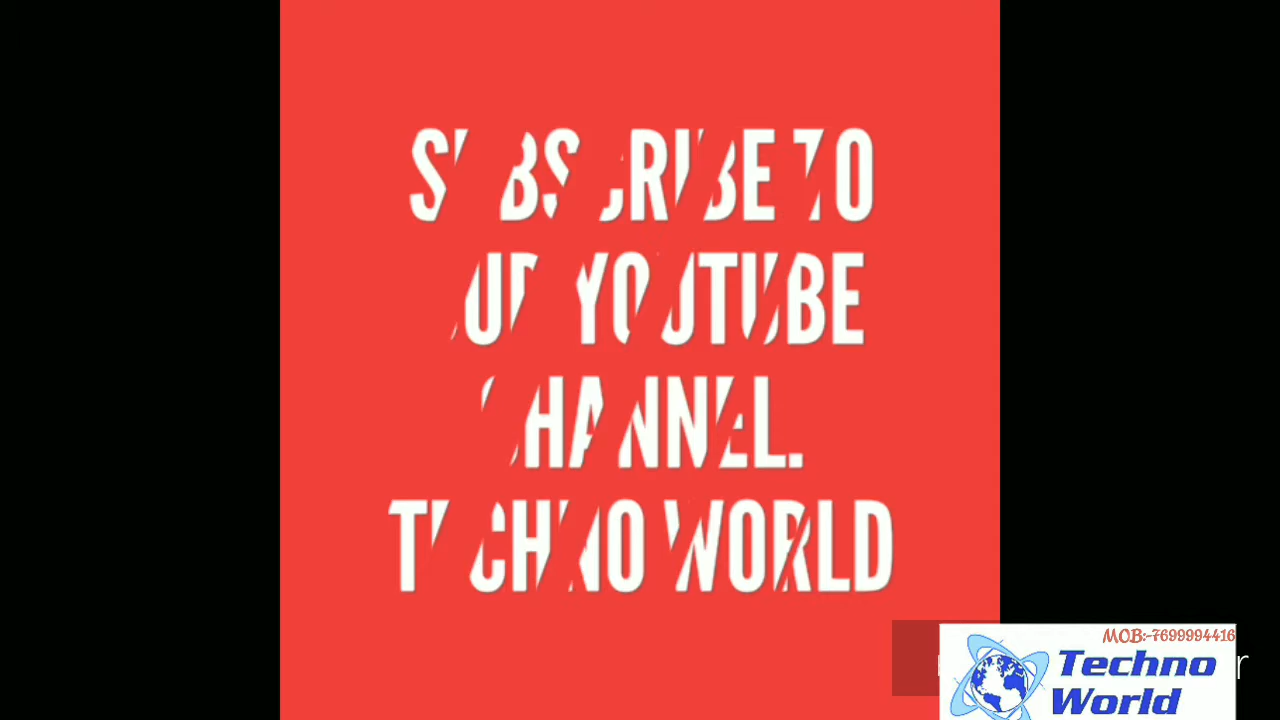 SUBSCRIBE TO
OUR YOUTUBE
CHANNEL.
TECHNO WORLD
MOB:-7699994416
Techno
World